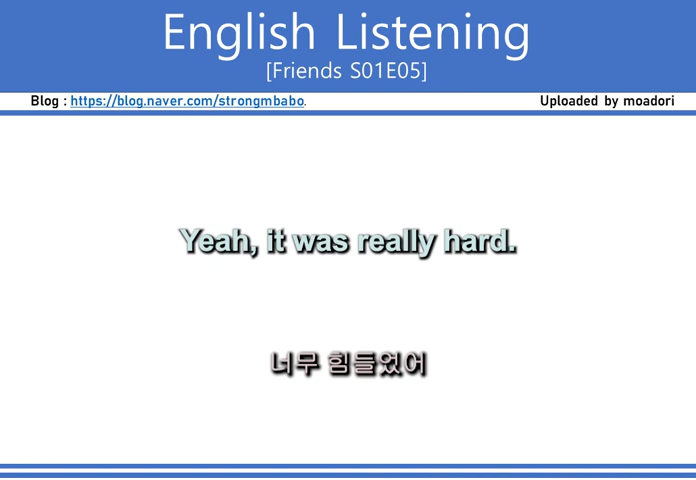 English Listening
[Friends S01E05]
Blog : https://blog.naver.com/strongmbabo.
Uploaded by moadori
Yeah, it was really hard.
너무 힘들었어